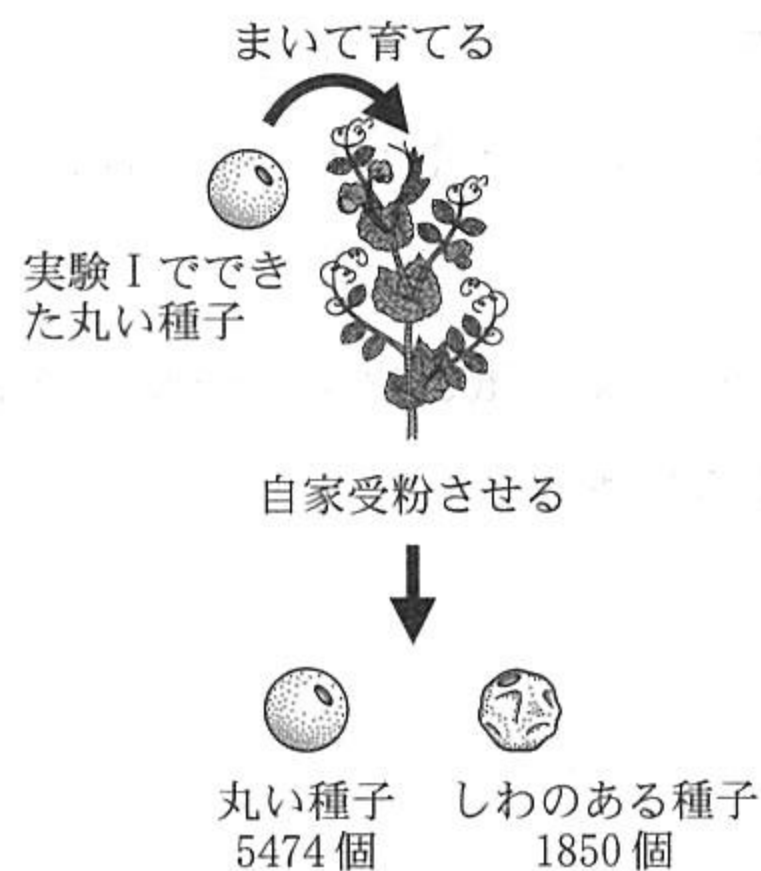 まいて育てる
実験Ⅰででき
た丸い種子
自家受粉させる
丸い種子
5474個
しわのある種子
1850個